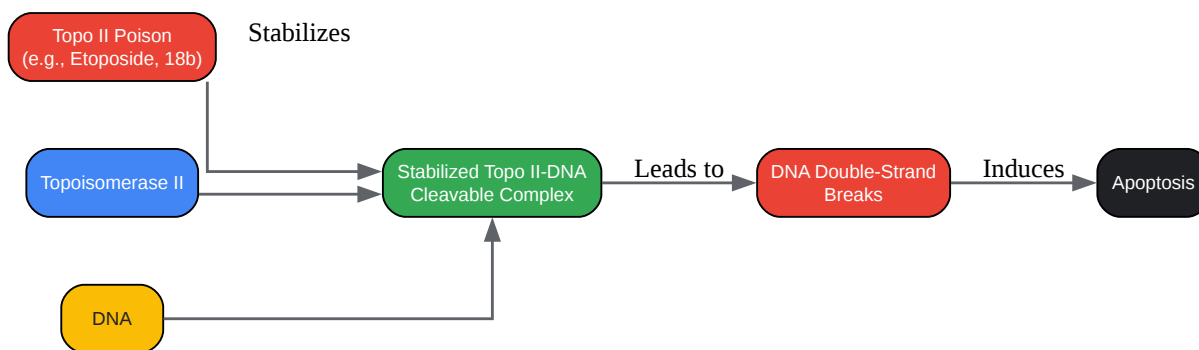 Topo II Poison
(e.g., Etoposide, 18b)
Stabilizes
Topoisomerase II
Stabilized Topo II-DNA
Cleavable Complex
Leads to
DNA Double-Strand
Breaks
Induces
Apoptosis
DNA